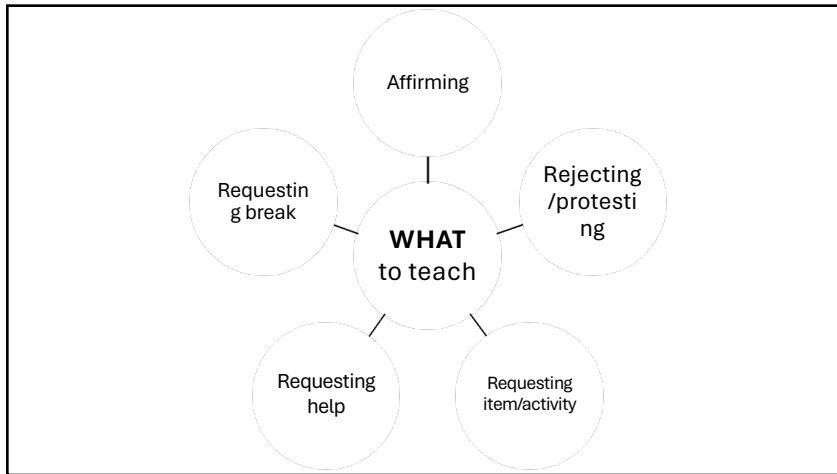 Affirming
Rejecting
/protesti
ng
Requesting
item/activity
Requesting
help
Requestin
g break
WHAT
to teach